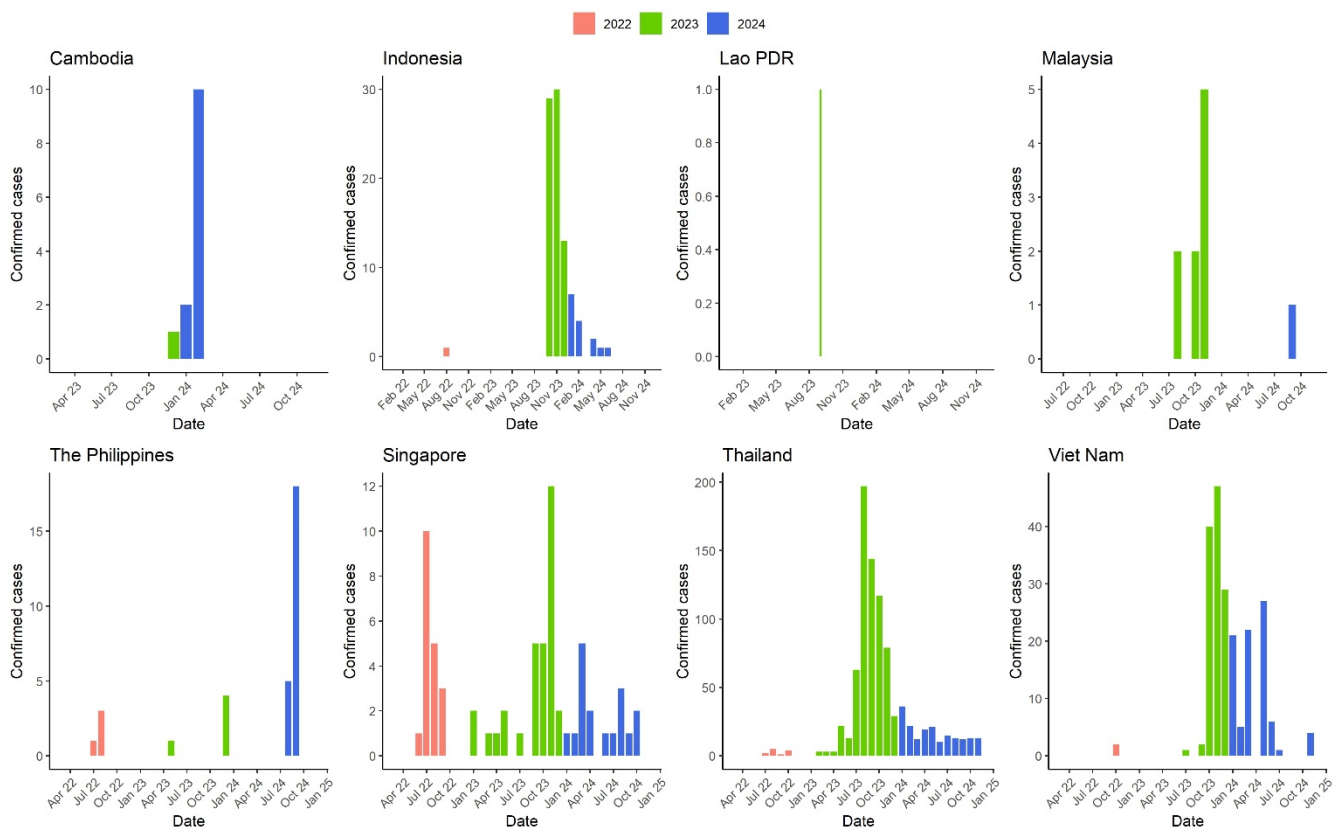 2022 2023 2024
Cambodia
Confirmed cases
10
8
6
4
2
0
Apr 23 Jul 23 Oct 23 Jan 24 Apr 24 Jul 24 Oct 24
Date
Indonesia
Confirmed cases
30
20
10
0
Feb 22 May 22 Aug 22 Nov 22 Feb 23 May 23 Aug 23 Nov 23 Feb 24 May 24 Aug 24 Nov 24
Date
Lao PDR
Confirmed cases
1.0
0.8
0.6
0.4
0.2
0.0
Feb 23 May 23 Aug 23 Nov 23 Feb 24 May 24 Aug 24 Nov 24
Date
Malaysia
Confirmed cases
5
4
3
2
1
0
Jul 22 Oct 22 Jan 23 Apr 23 Jul 23 Oct 23 Jan 24 Apr 24 Jul 24 Oct 24
Date
The Philippines
Confirmed cases
15
10
5
0
Apr 22 Jul 22 Oct 22 Jan 23 Apr 23 Jul 23 Oct 23 Jan 24 Apr 24 Jul 24 Oct 24 Jan 25
Date
Singapore
Confirmed cases
12
10
8
6
4
2
0
Apr 22 Jul 22 Oct 22 Jan 23 Apr 23 Jul 23 Oct 23 Jan 24 Apr 24 Jul 24 Oct 24 Jan 25
Date
Thailand
Confirmed cases
200
150
100
50
0
Apr 22 Jul 22 Oct 22 Jan 23 Apr 23 Jul 23 Oct 23 Jan 24 Apr 24 Jul 24 Oct 24 Jan 25
Date
Viet Nam
Confirmed cases
40
30
20
10
0
Apr 22 Jul 22 Oct 22 Jan 23 Apr 23 Jul 23 Oct 23 Jan 24 Apr 24 Jul 24 Oct 24 Jan 25
Date